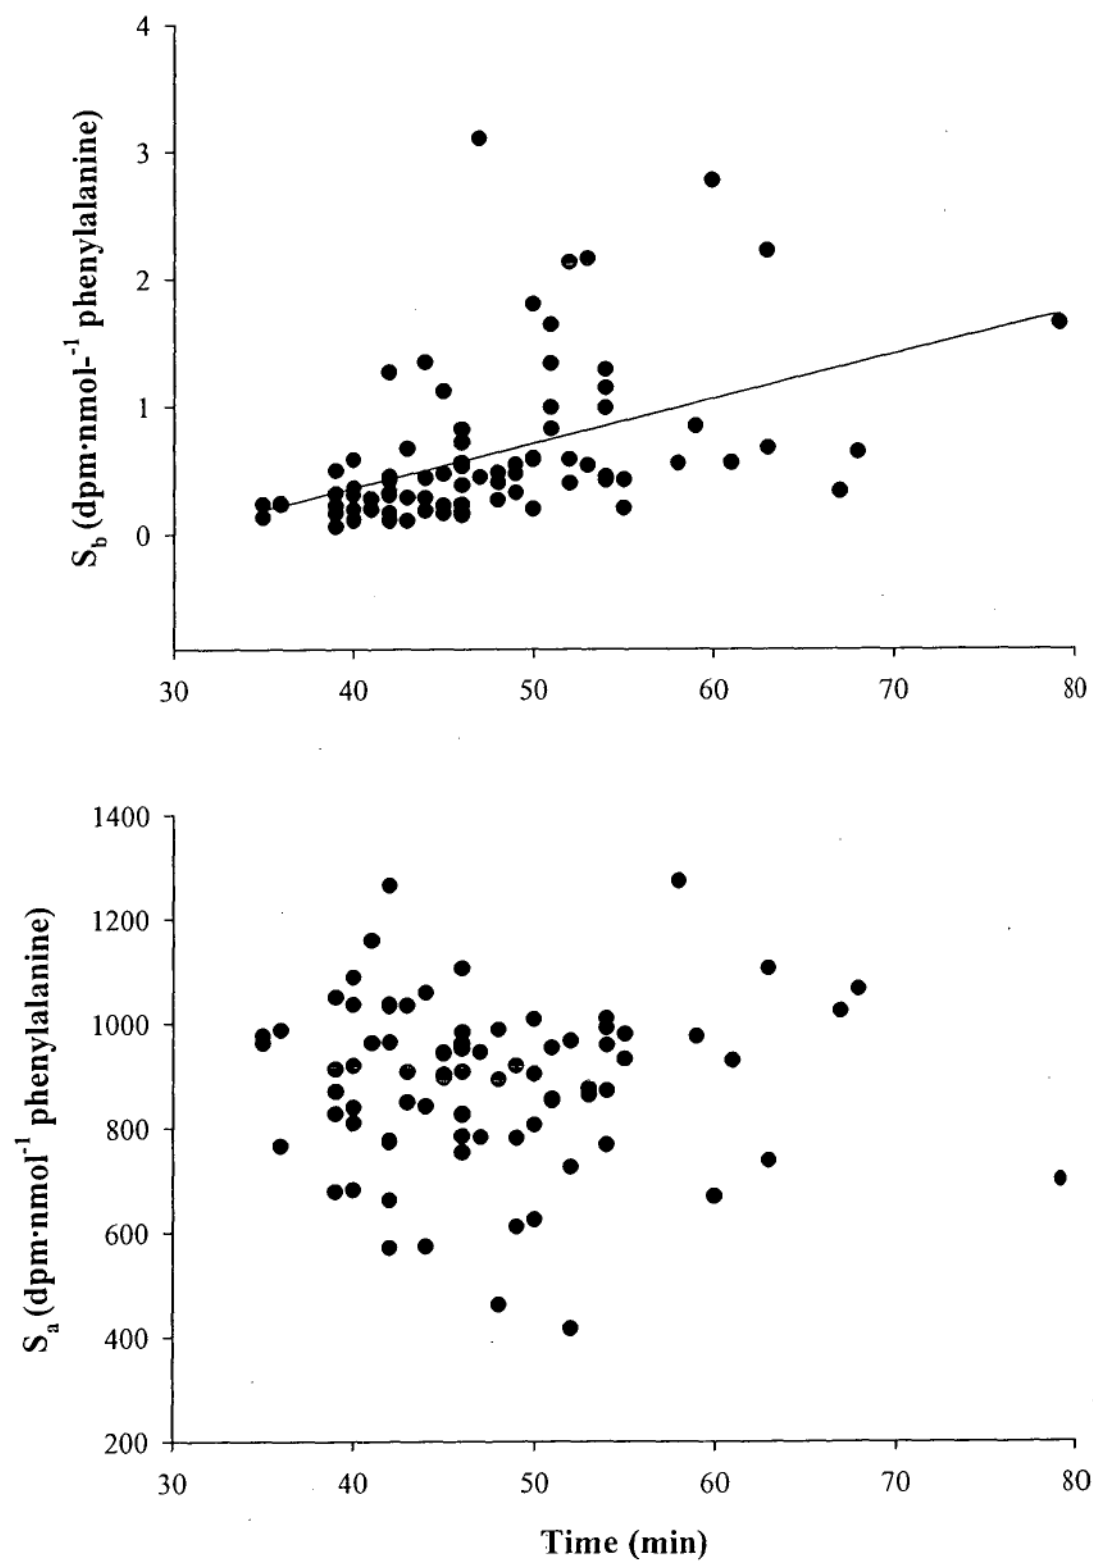 4
3
2
1
0
S_b (dpm·nmol-⁻¹ phenylalanine)
30 40 50 60 70 80
1400
1200
1000
800
600
400
200
S_a (dpm·nmol⁻¹ phenylalanine)
30 40 50 60 70 80
Time (min)